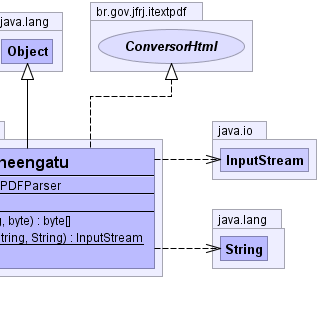 java.lang
Object
br.gov.jfrj.itextpdf
ConversorHtml
heengatu
PDFParser
, byte) : byte[]
tring, String) : InputStream
java.io
InputStream
java.lang
String